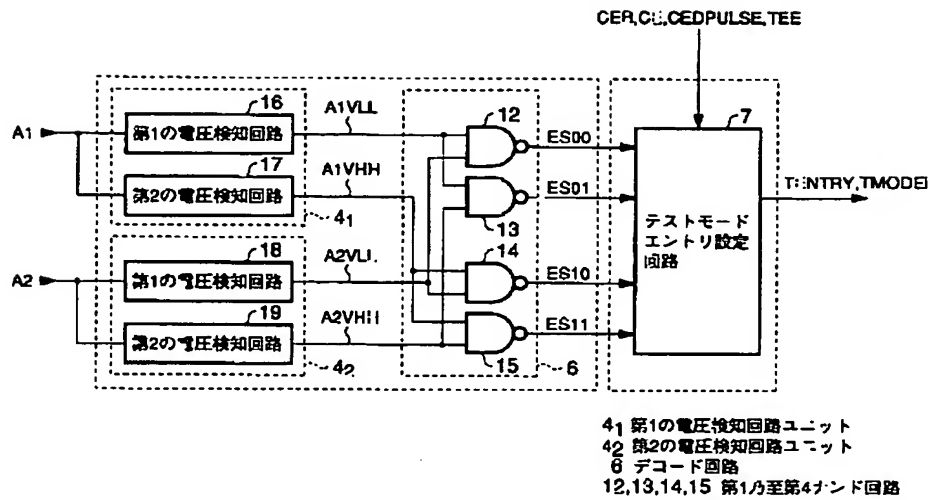 CER,CE,CEDPULSE,TEE
A1
16
第1の電圧検知回路
A1VLL
17
第2の電圧検知回路
A1VHH
4₁
A2
18
第1の電圧検知回路
A2VLL
19
第2の電圧検知回路
A2VHH
4₂
12
13
14
15
6
ES00
ES01
ES10
ES11
7
テストモード
エントリ設定
回路
4₁ 第1の電圧検知回路ユニット
4₂ 第2の電圧検知回路ユニット
6 デコード回路
12,13,14,15 第1乃至第4ナンド回路